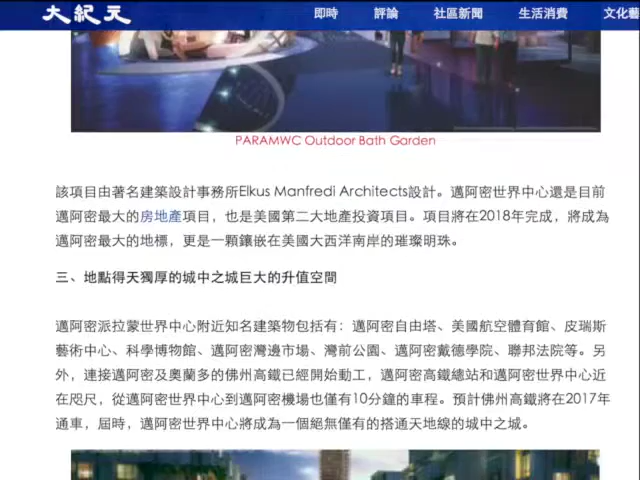 大紀元
即時 評論 社區新聞 生活消費 文化藝
PARAMWC Outdoor Bath Garden
該項目由著名建築設計事務所Elkus Manfredi Architects設計。邁阿密世界中心還是目前
邁阿密最大的房地產項目，也是美國第二大地產投資項目。項目將在2018年完成，將成為
邁阿密最大的地標，更是一顆鑲嵌在美國大西洋南岸的璀璨明珠。
三、地點得天獨厚的城中之城巨大的升值空間
邁阿密派拉蒙世界中心附近知名建築物包括有：邁阿密自由塔、美國航空體育館、皮瑞斯
藝術中心、科學博物館、邁阿密灣邊市場、灣前公園、邁阿密戴德學院、聯邦法院等。另
外，連接邁阿密及奧蘭多的佛州高鐵已經開始動工，邁阿密高鐵總站和邁阿密世界中心近
在咫尺，從邁阿密世界中心到邁阿密機場也僅有10分鐘的車程。預計佛州高鐵將在2017年
通車，屆時，邁阿密世界中心將成為一個絕無僅有的搭通天地線的城中之城。